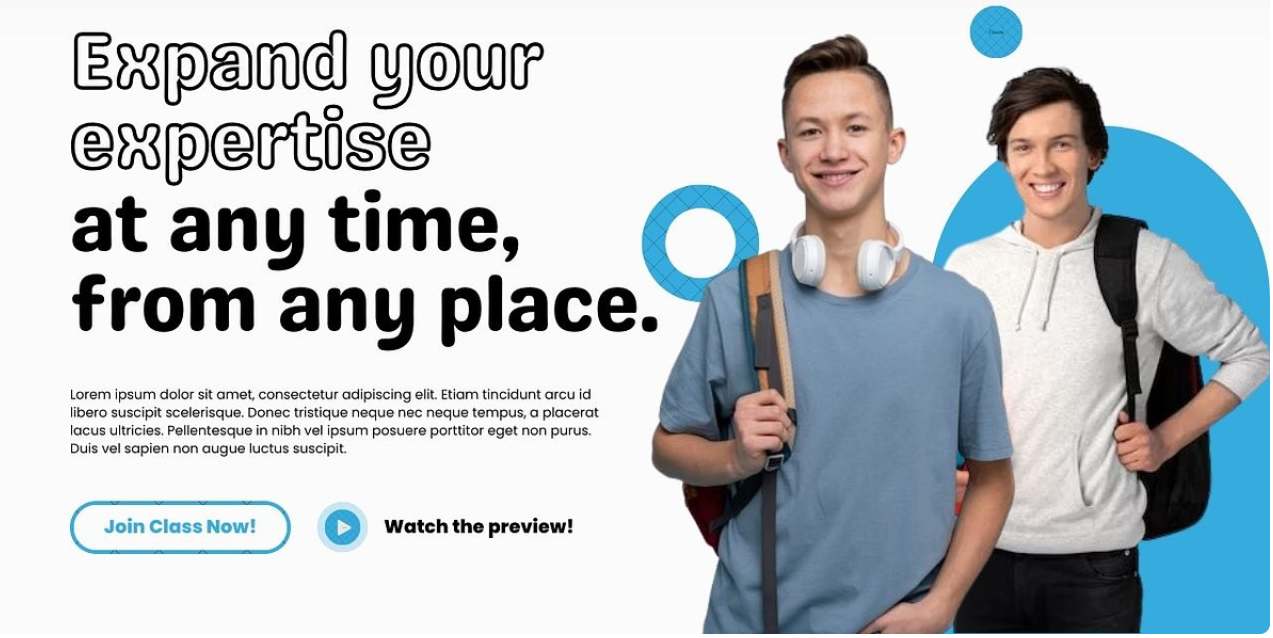 Expand your
expertise
at any time,
from any place.
Lorem ipsum dolor sit amet, consectetur adipiscing elit. Etiam tincidunt arcu id
libero suscipit scelerisque. Donec tristique neque nec neque tempus, a placerat
lacus ultricies. Pellentesque in nibh vel ipsum posuere porttitor eget non purus.
Duis vel sapien non augue luctus suscipit.
Join Class Now!
Watch the preview!